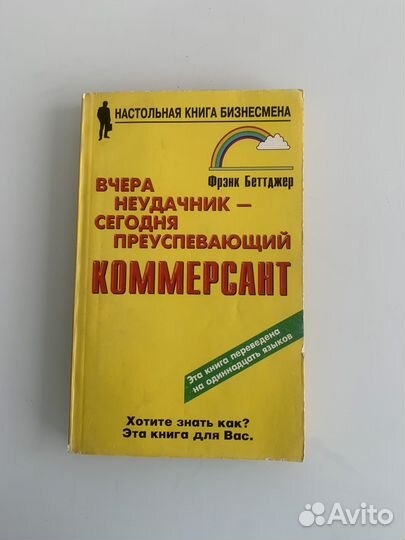 НАСТОЛЬНАЯ КНИГА БИЗНЕСМЕНА
Фрэнк Беттджер
ВЧЕРА
НЕУДАЧНИК –
СЕГОДНЯ
ПРЕУСПЕВАЮЩИЙ
КОММЕРСАНТ
Эта книга переведена
на одиннадцать языков
Хотите знать как?
Эта книга для Вас.
Avito